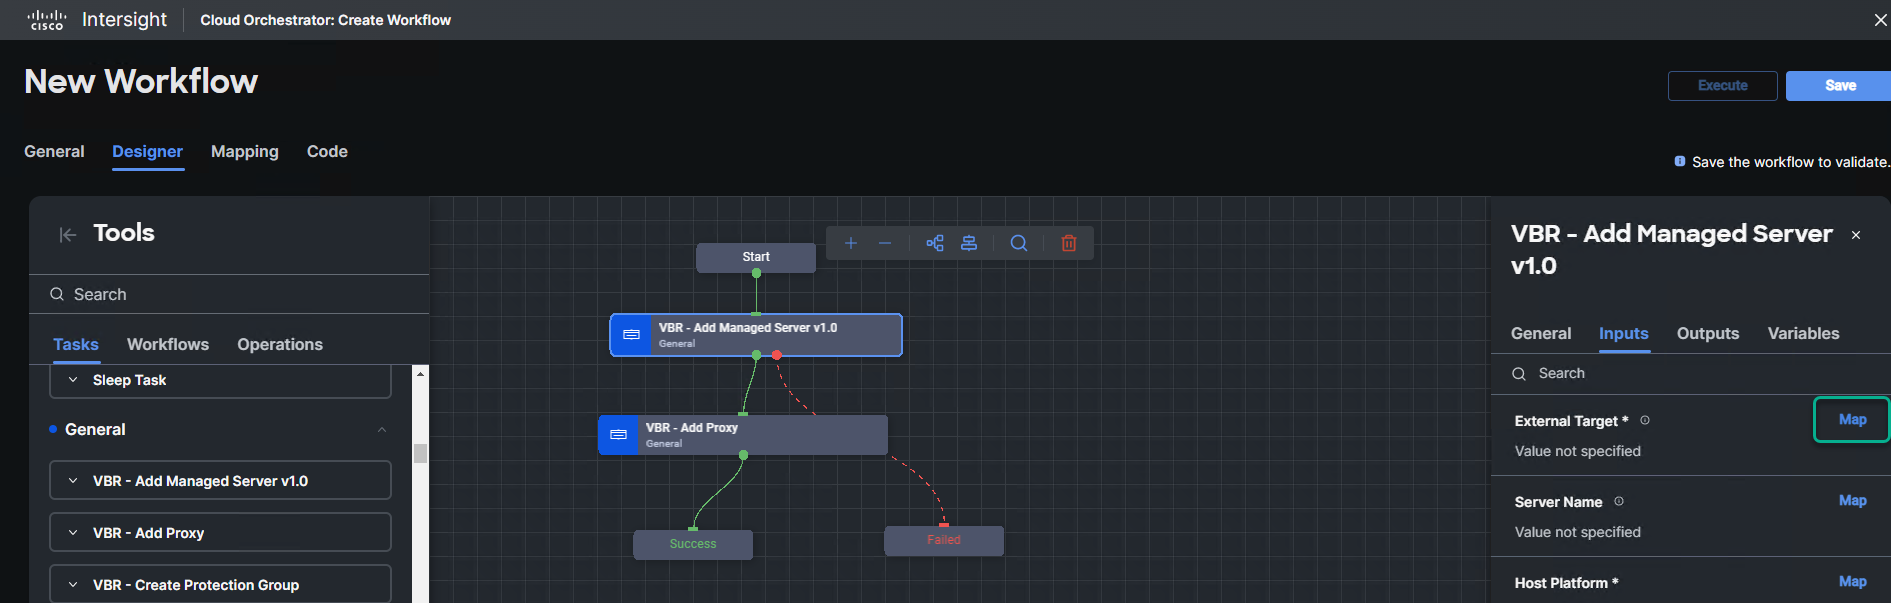 cisco Intersight Cloud Orchestrator: Create Workflow
New Workflow
Execute
Save
General Designer Mapping Code
Save the workflow to validate.
Tools
Search
Tasks Workflows Operations
Sleep Task
General
VBR - Add Managed Server v1.0
VBR - Add Proxy
VBR - Create Protection Group
Start
VBR - Add Managed Server v1.0
General
VBR - Add Proxy
General
Success
Failed
VBR - Add Managed Server
v1.0
General Inputs Outputs Variables
Search
External Target * Map
Value not specified
Server Name Map
Value not specified
Host Platform * Map